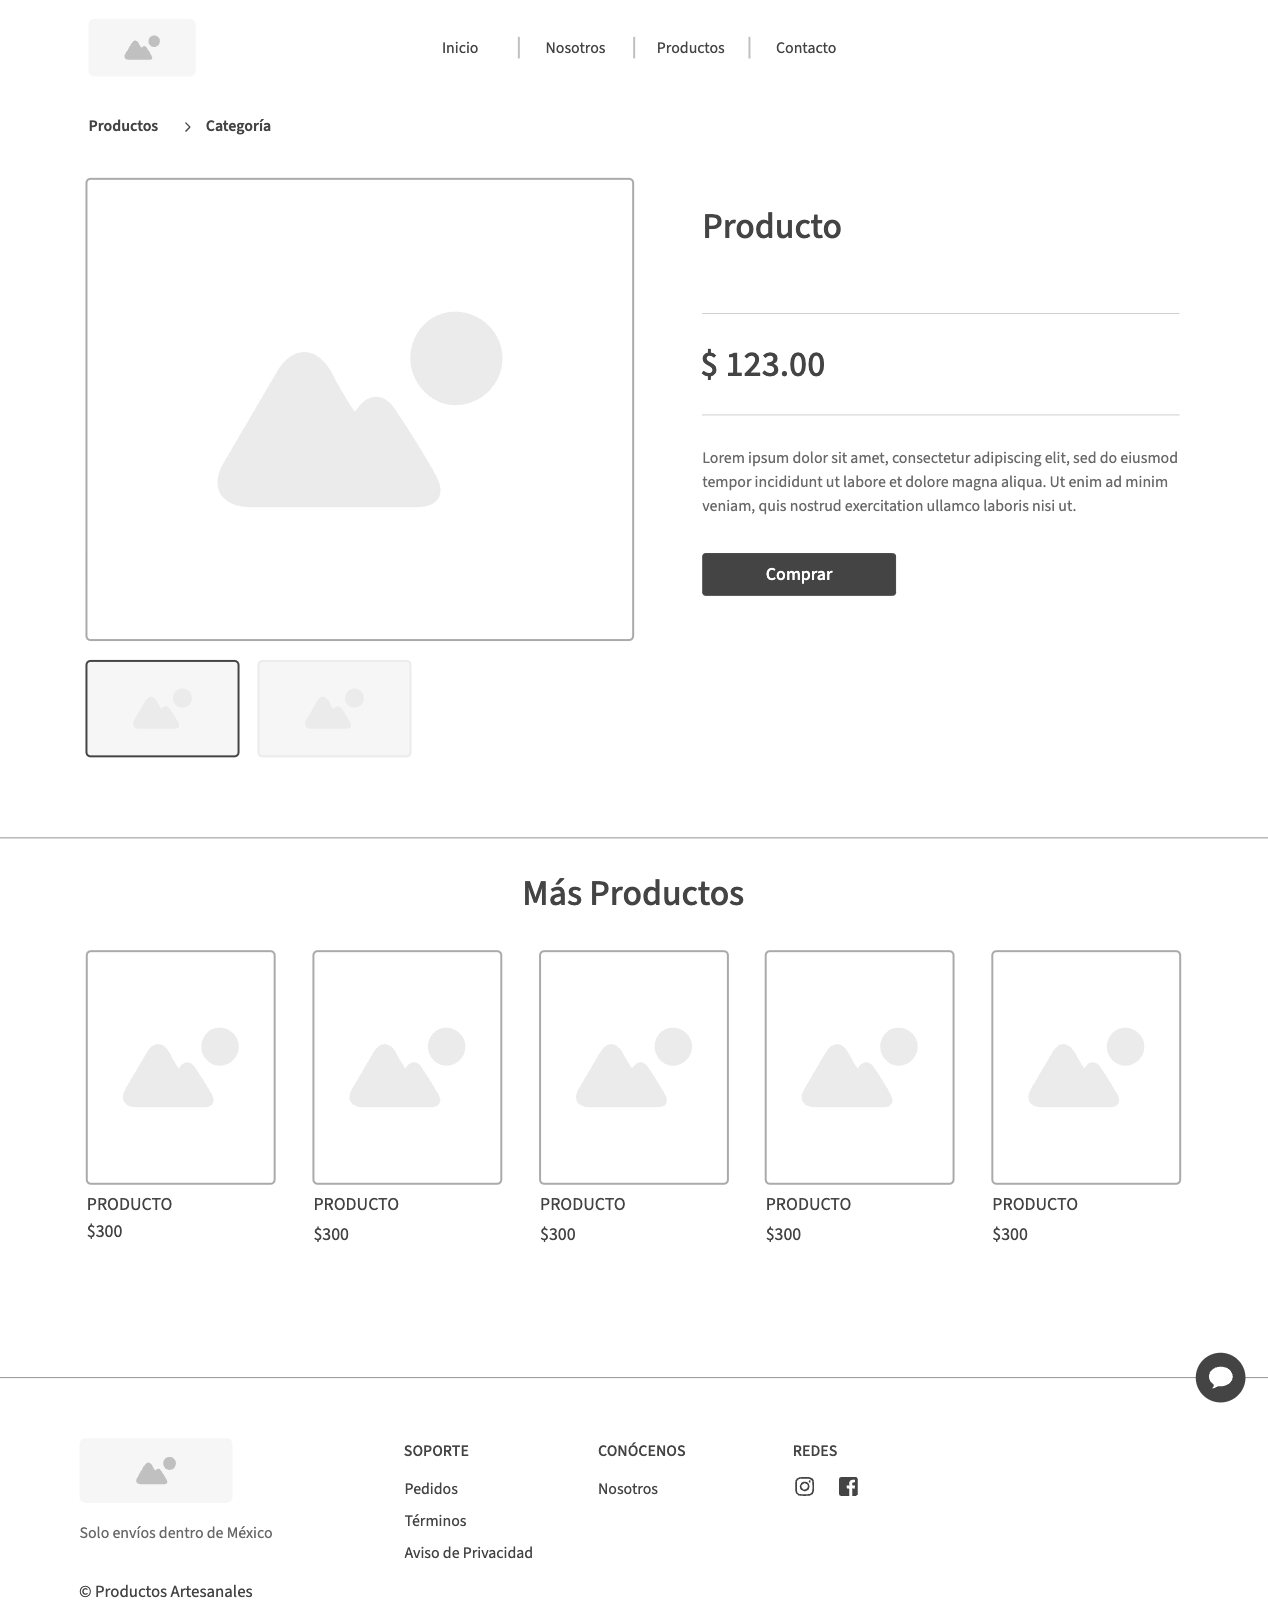 Inicio
Nosotros
Productos
Contacto
Productos
Categoría
Producto
$ 123.00
Lorem ipsum dolor sit amet, consectetur adipiscing elit, sed do eiusmod
tempor incididunt ut labore et dolore magna aliqua. Ut enim ad minim
veniam, quis nostrud exercitation ullamco laboris nisi ut.
Comprar
Más Productos
PRODUCTO
$300
PRODUCTO
$300
PRODUCTO
$300
PRODUCTO
$300
PRODUCTO
$300
Solo envíos dentro de México
© Productos Artesanales
SOPORTE
Pedidos
Términos
Aviso de Privacidad
CONÓCENOS
Nosotros
REDES